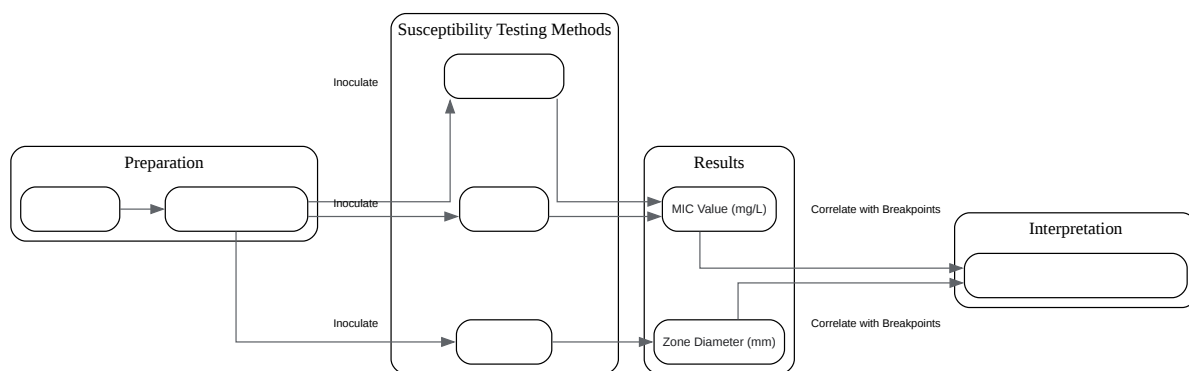 Susceptibility Testing Methods
Inoculate
Preparation
Results
Inoculate
MIC Value (mg/L)
Correlate with Breakpoints
Interpretation
Inoculate
Zone Diameter (mm)
Correlate with Breakpoints